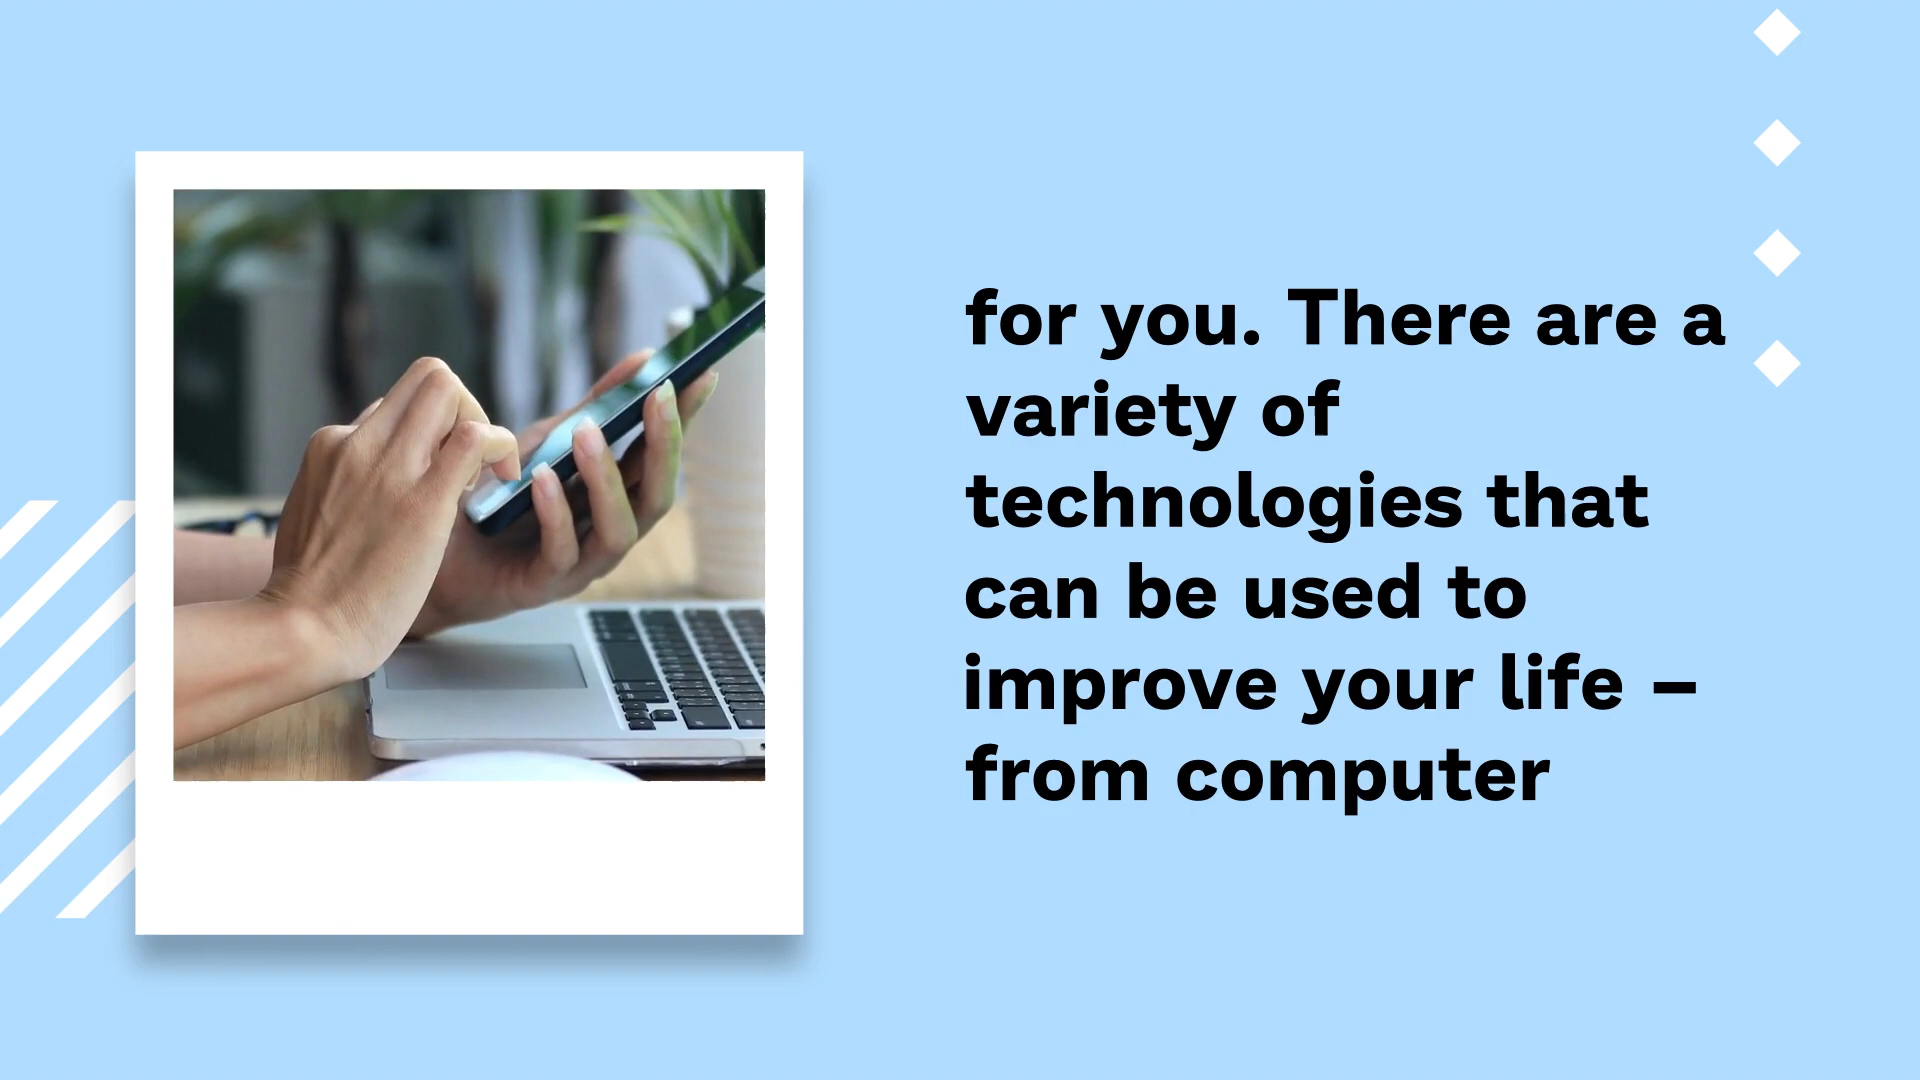 for you. There are a
variety of
technologies that
can be used to
improve your life –
from computer